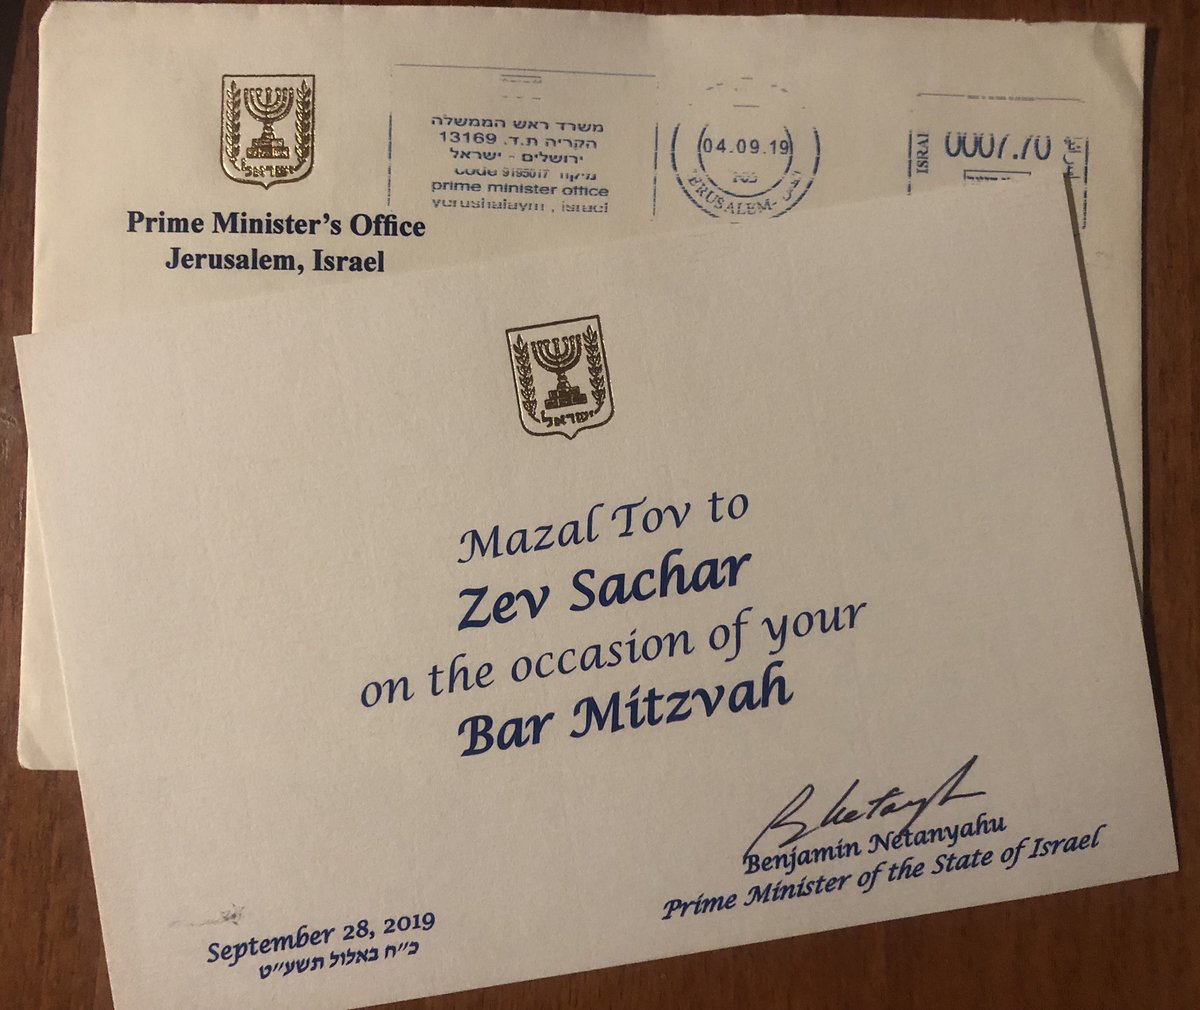 ישראל
Prime Minister's Office
Jerusalem, Israel
משרד ראש הממשלה
הקריה ת.ד. 13169
ירושלים - ישראל
מיקוד code 9195017
prime minister office
yerushalaym , israel
04.09.19
JERUSALEM-
ISRAEL
0007.70
ישראל
Mazal Tov to
Zev Sachar
on the occasion of your
Bar Mitzvah
Benjamin Netanyahu
Prime Minister of the State of Israel
September 28, 2019
כ״ח באלול תשע״ט